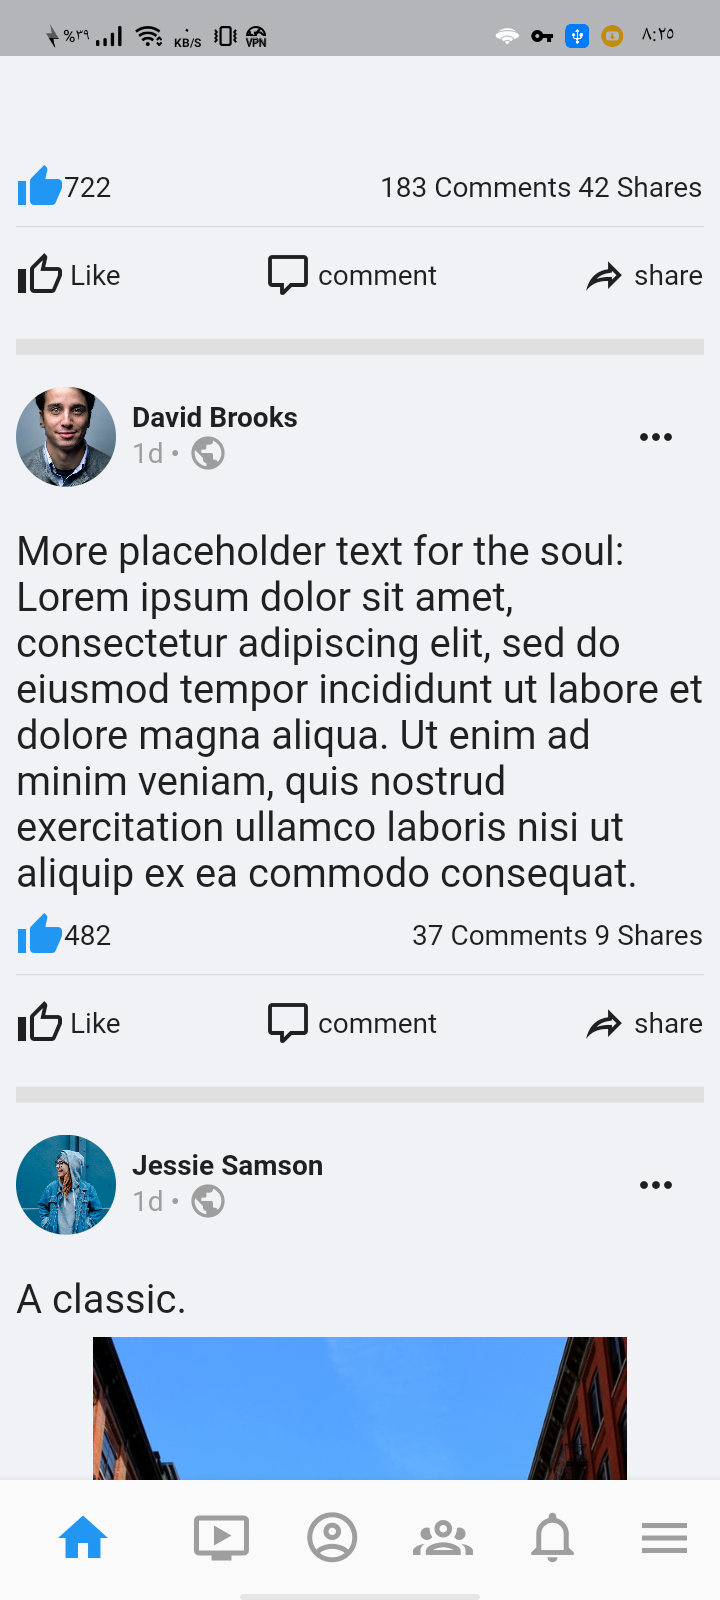 %٣٩ KB/S VPN ٨:٢٥
722 183 Comments 42 Shares
Like comment share
David Brooks
1d •
More placeholder text for the soul:
Lorem ipsum dolor sit amet,
consectetur adipiscing elit, sed do
eiusmod tempor incididunt ut labore et
dolore magna aliqua. Ut enim ad
minim veniam, quis nostrud
exercitation ullamco laboris nisi ut
aliquip ex ea commodo consequat.
482 37 Comments 9 Shares
Like comment share
Jessie Samson
1d •
A classic.